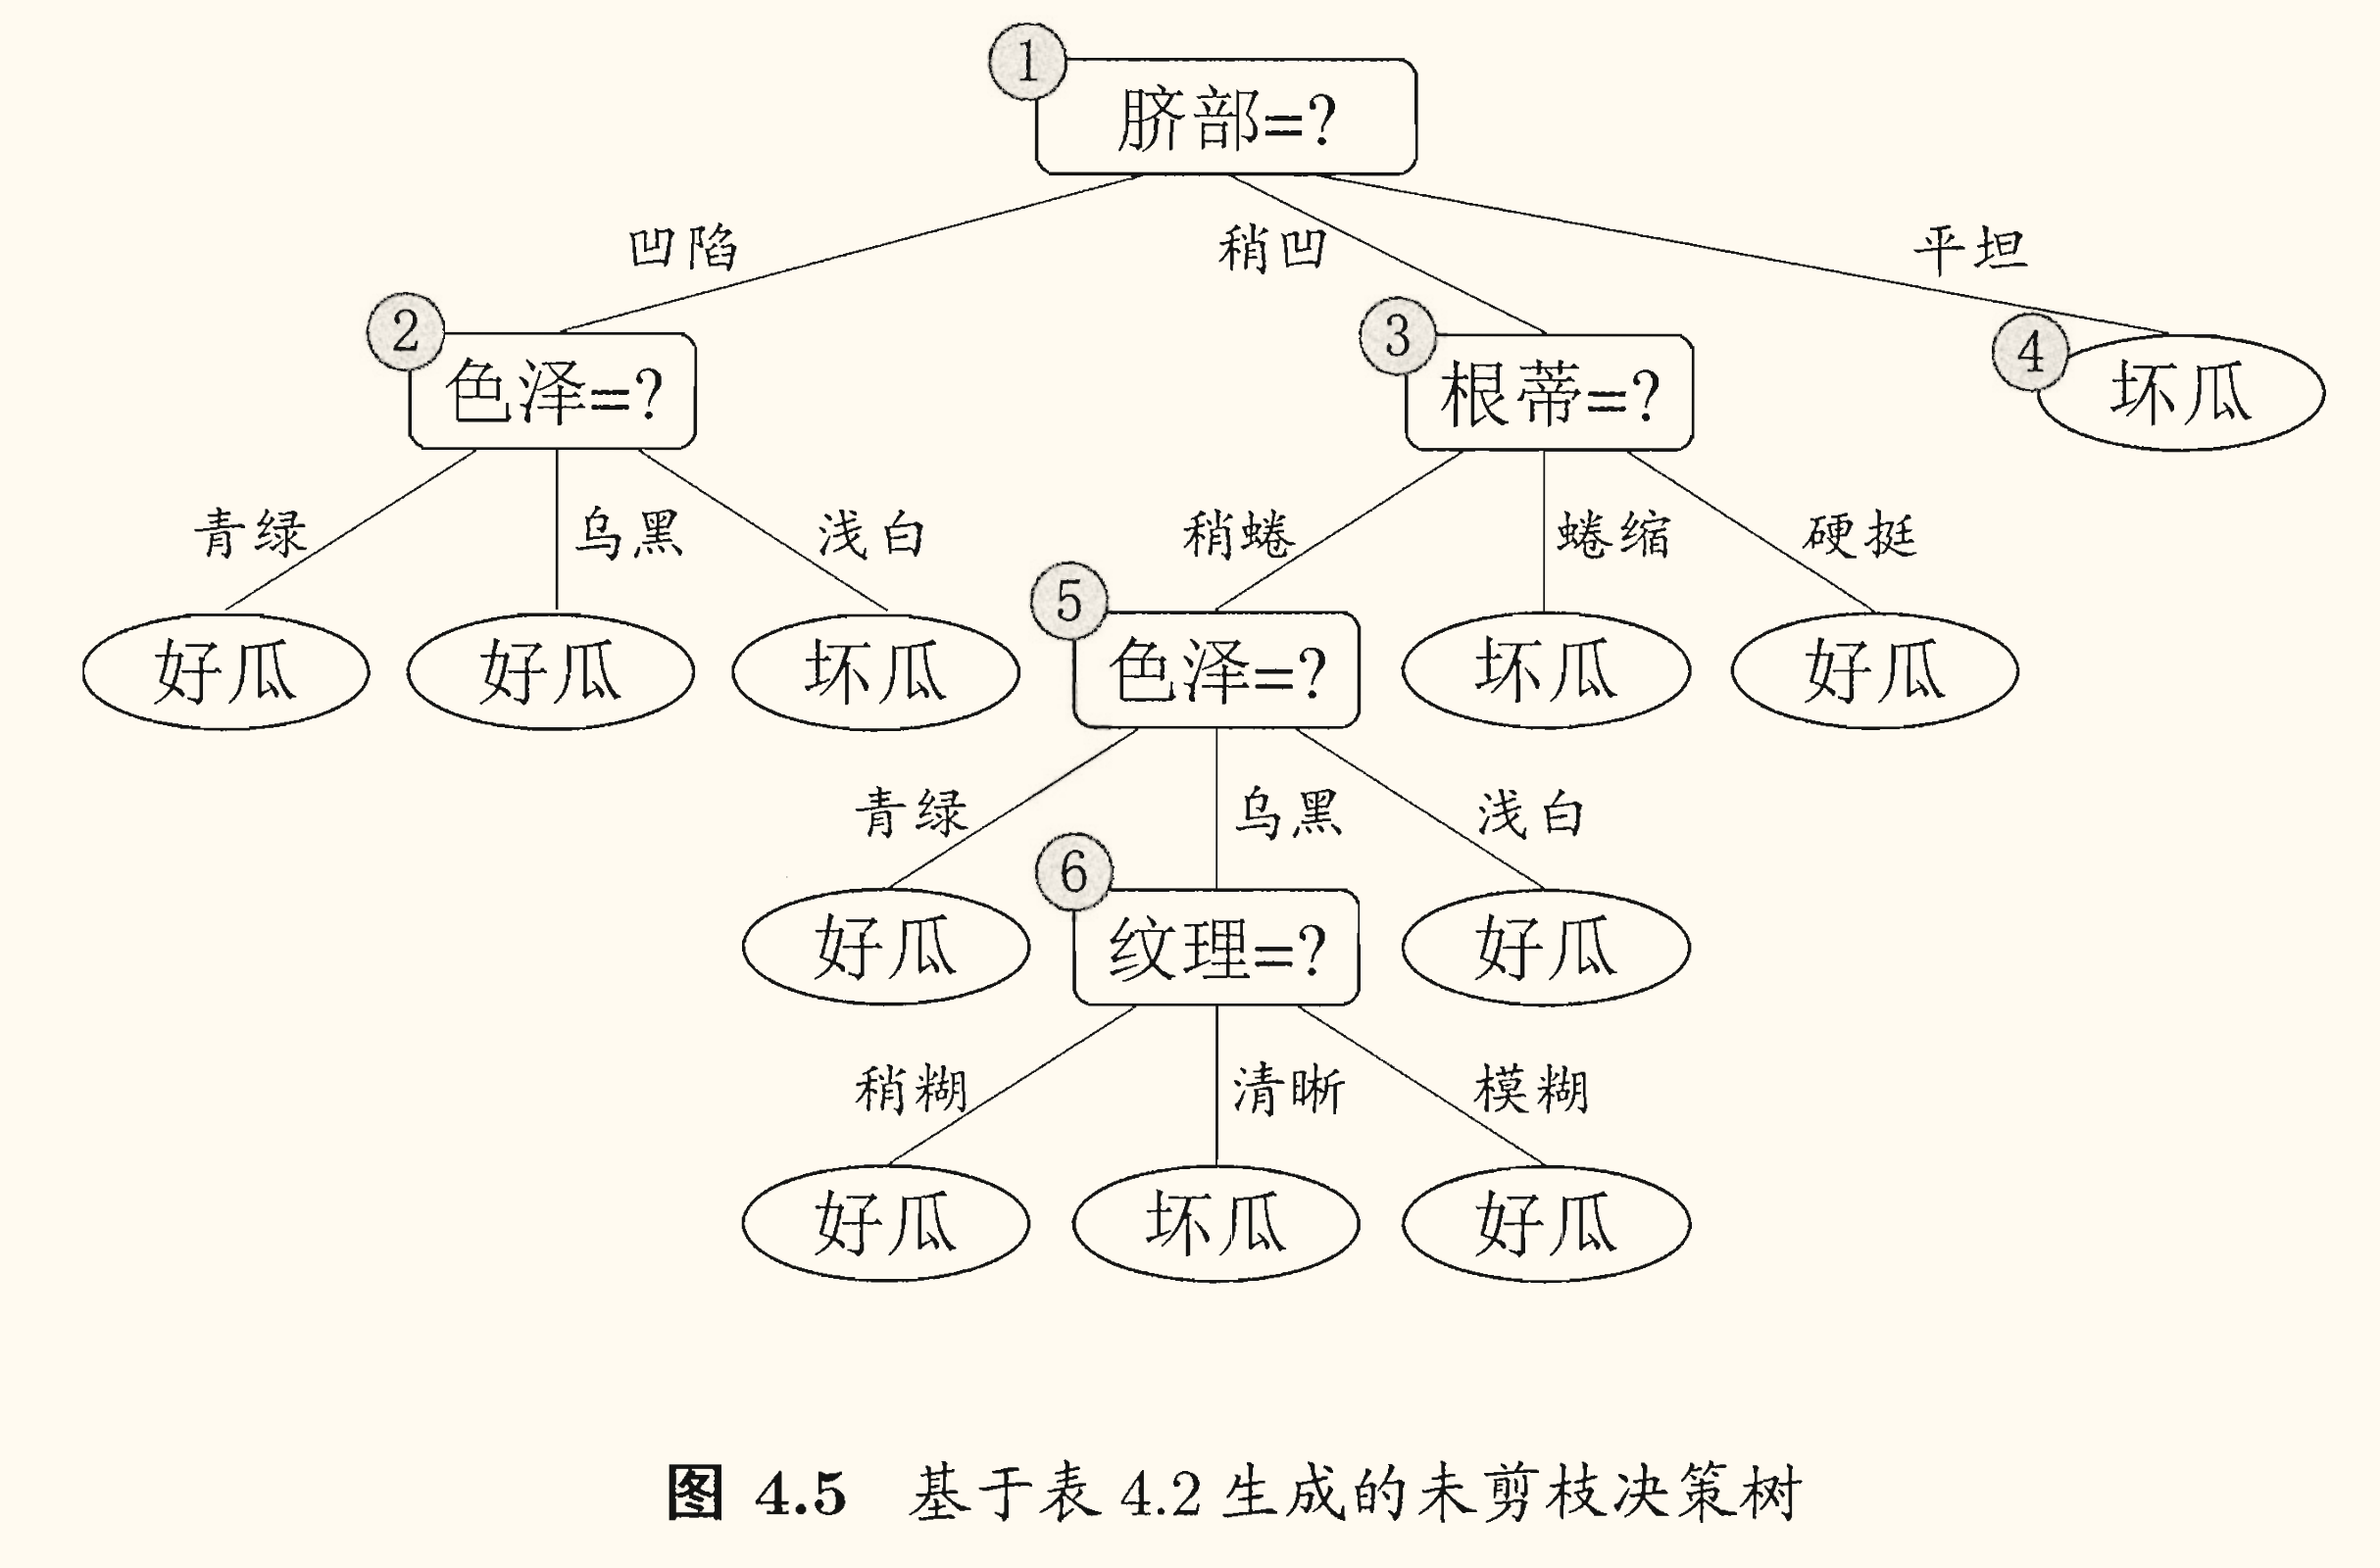 1
脐部=?
凹陷 稍凹 平坦
2 3 4
色泽=? 根蒂=? 坏瓜
青绿 乌黑 浅白 稍蜷 蜷缩 硬挺
5
好瓜 好瓜 坏瓜 色泽=? 坏瓜 好瓜
青绿 乌黑 浅白
6
好瓜 纹理=? 好瓜
稍糊 清晰 模糊
好瓜 坏瓜 好瓜
图 4.5 基于表 4.2 生成的未剪枝决策树